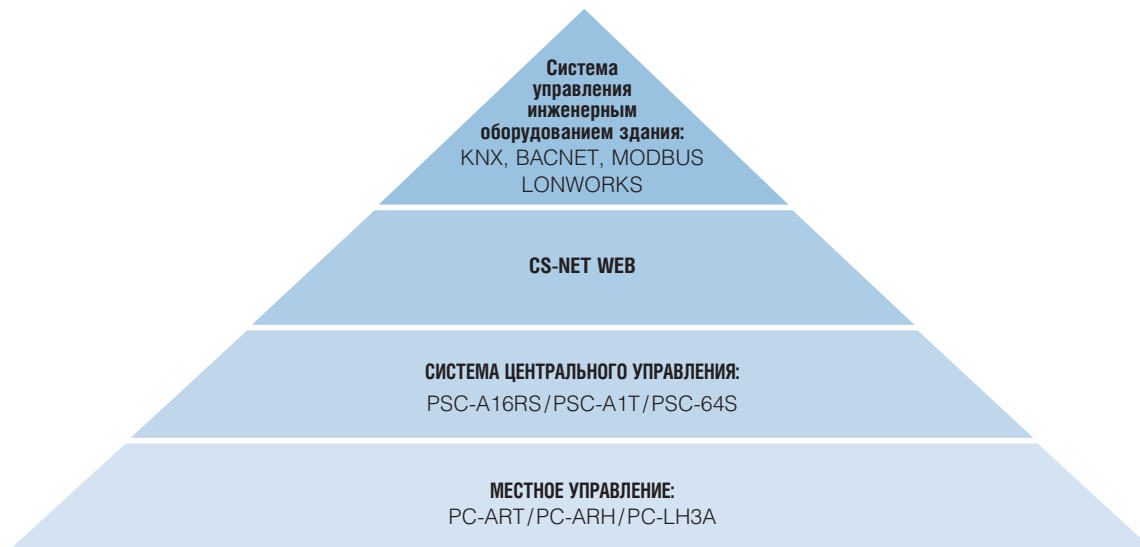 Система
управления
инженерным
оборудованием здания:
KNX, BACNET, MODBUS
LONWORKS
CS-NET WEB
СИСТЕМА ЦЕНТРАЛЬНОГО УПРАВЛЕНИЯ:
PSC-A16RS/PSC-A1T/PSC-64S
МЕСТНОЕ УПРАВЛЕНИЕ:
PC-ART/PC-ARH/PC-LH3A